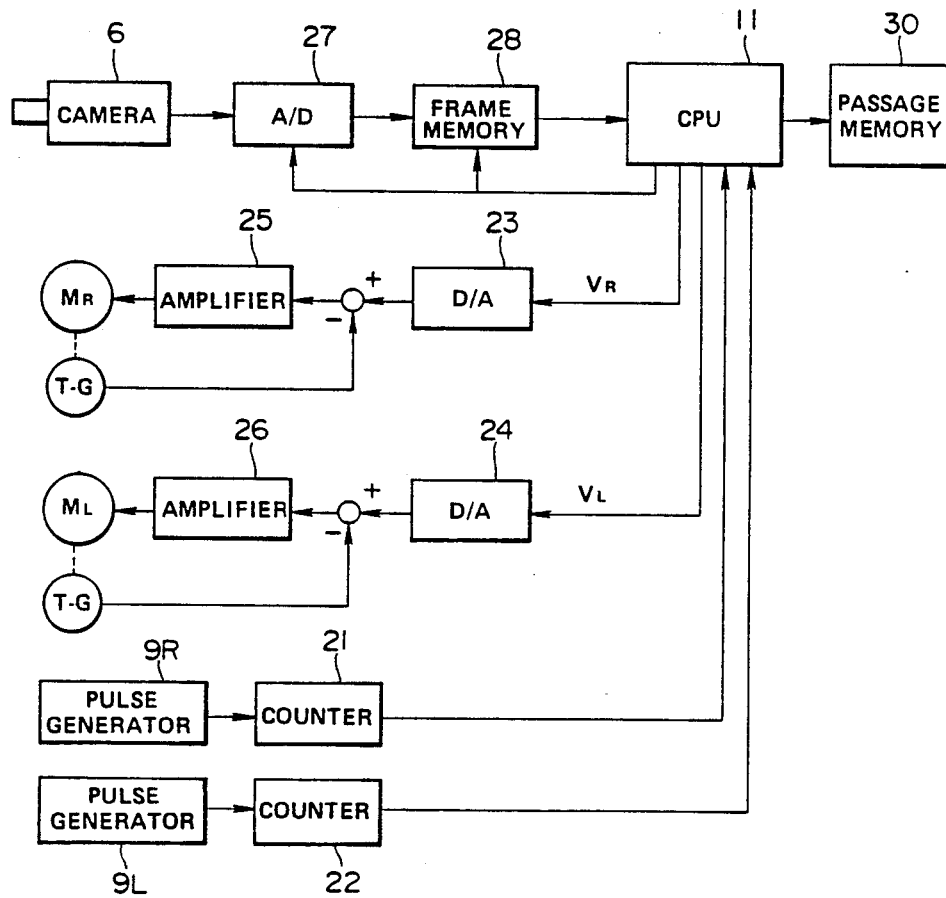 6
27
28
11
30
CAMERA
A/D
FRAME
MEMORY
CPU
PASSAGE
MEMORY
25
23
MR
AMPLIFIER
+
−
D/A
VR
T-G
26
24
ML
AMPLIFIER
+
−
D/A
VL
T-G
9R
21
PULSE
GENERATOR
COUNTER
PULSE
GENERATOR
COUNTER
9L
22